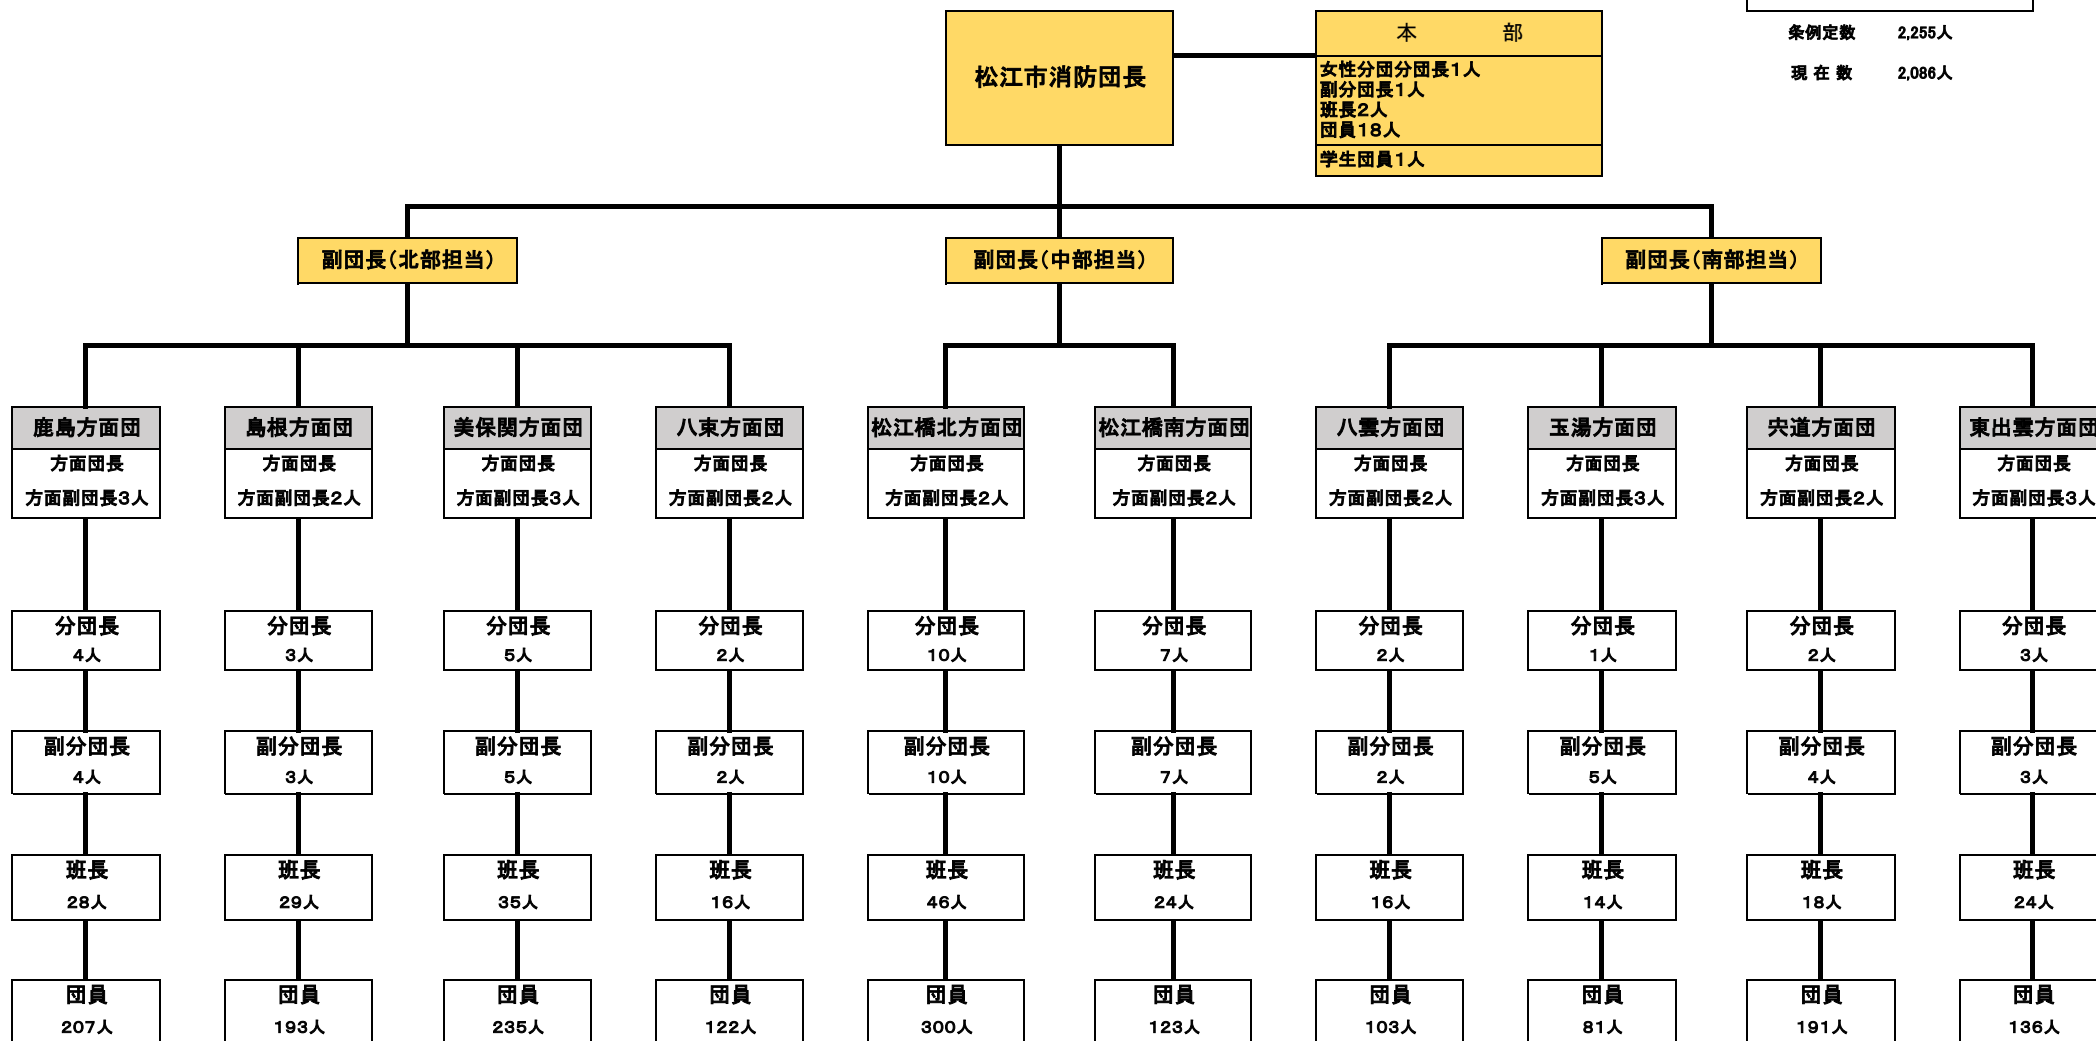 条例定数 2,255人
現在数 2,086人
松江市消防団長
本 部
女性分団分団長1人
副分団長1人
班長2人
団員18人
学生団員1人
副団長(北部担当)
副団長(中部担当)
副団長(南部担当)
鹿島方面団
方面団長
方面副団長3人
分団長
4人
副分団長
4人
班長
28人
団員
207人
島根方面団
方面団長
方面副団長2人
分団長
3人
副分団長
3人
班長
29人
団員
193人
美保関方面団
方面団長
方面副団長3人
分団長
5人
副分団長
5人
班長
35人
団員
235人
八束方面団
方面団長
方面副団長2人
分団長
2人
副分団長
2人
班長
16人
団員
122人
松江橋北方面団
方面団長
方面副団長2人
分団長
10人
副分団長
10人
班長
46人
団員
300人
松江橋南方面団
方面団長
方面副団長2人
分団長
7人
副分団長
7人
班長
24人
団員
123人
八雲方面団
方面団長
方面副団長2人
分団長
2人
副分団長
2人
班長
16人
団員
103人
玉湯方面団
方面団長
方面副団長3人
分団長
1人
副分団長
5人
班長
14人
団員
81人
宍道方面団
方面団長
方面副団長2人
分団長
2人
副分団長
4人
班長
18人
団員
191人
東出雲方面団
方面団長
方面副団長3人
分団長
3人
副分団長
3人
班長
24人
団員
136人